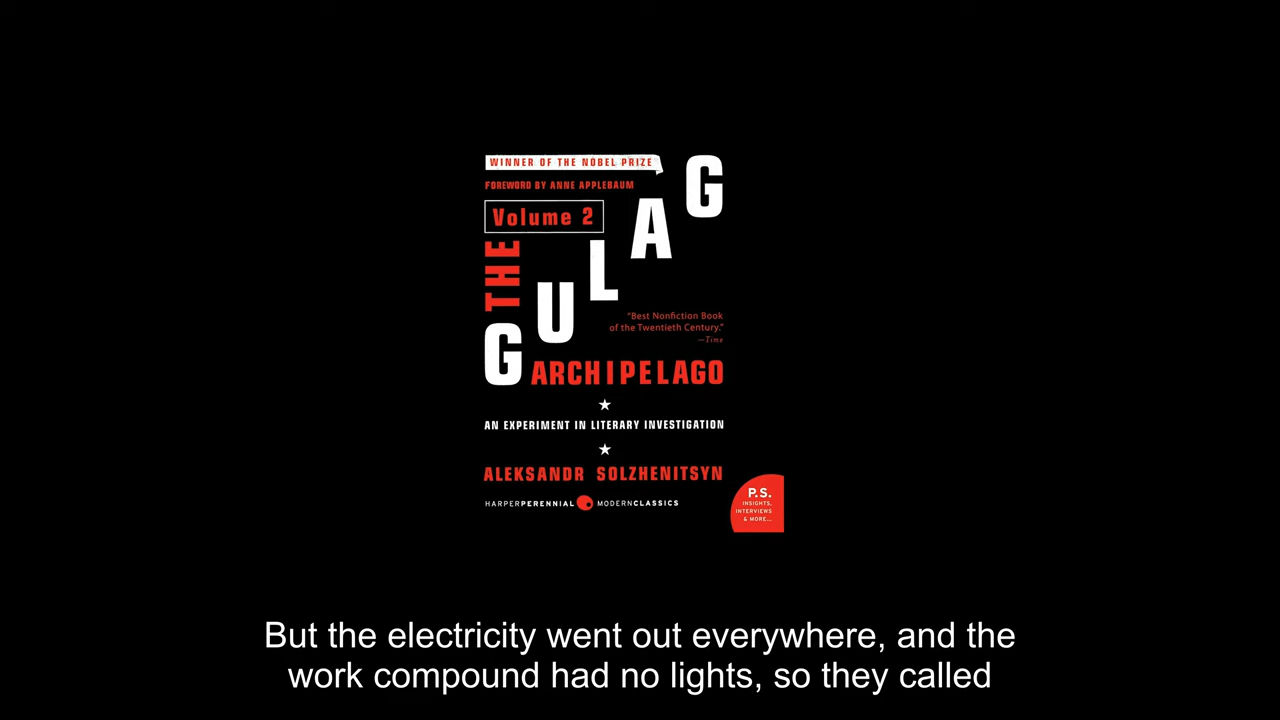 WINNER OF THE NOBEL PRIZE
FOREWORD BY ANNE APPLEBAUM
Volume 2
THE
GULAG
"Best Nonfiction Book
of the Twentieth Century."
—Time
ARCHIPELAGO
AN EXPERIMENT IN LITERARY INVESTIGATION
ALEKSANDR SOLZHENITSYN
HARPERPERENNIAL MODERNCLASSICS
P.S.
INSIGHTS,
INTERVIEWS
& MORE...
But the electricity went out everywhere, and the
work compound had no lights, so they called